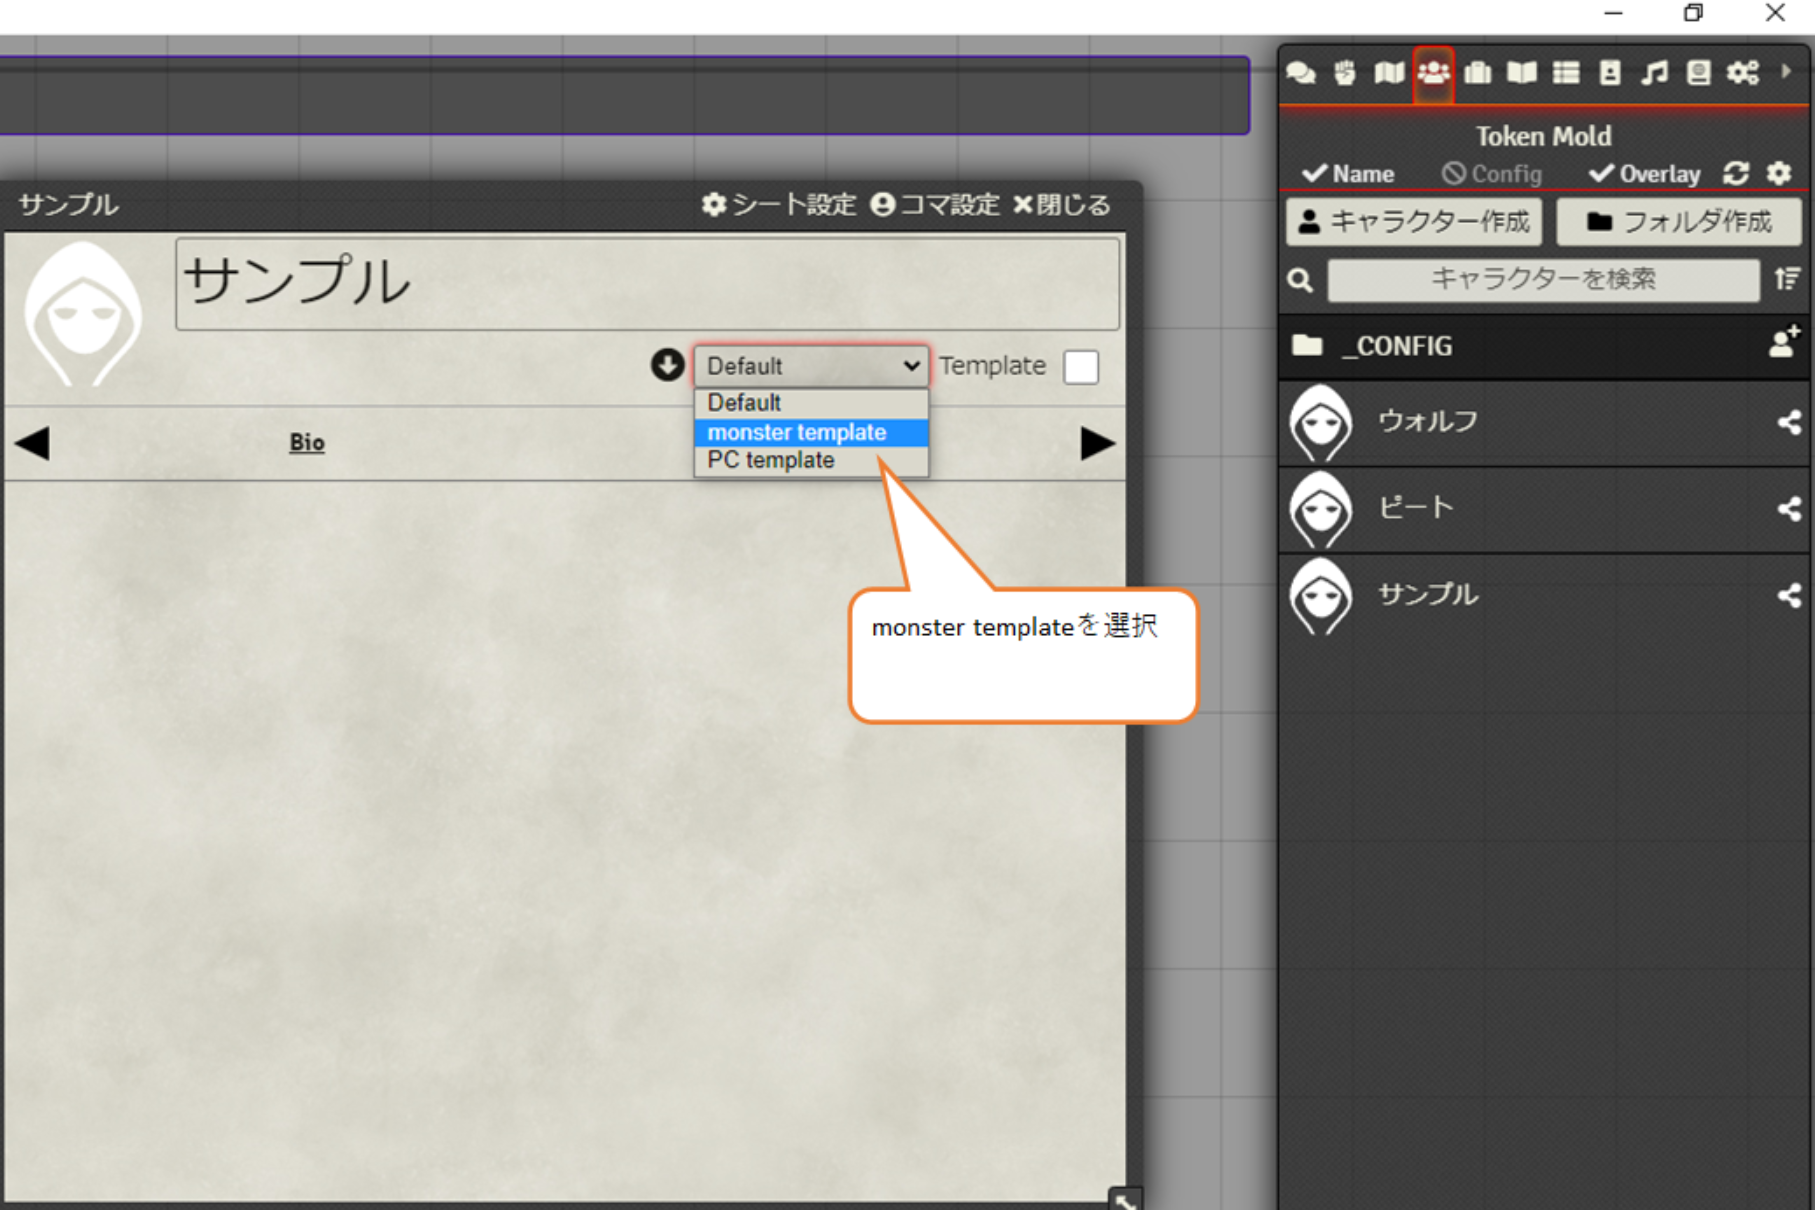 サンプル
シート設定 コマ設定 閉じる
サンプル
Default
Template
Default
monster template
PC template
Bio
monster templateを選択
Token Mold
Name Config Overlay
キャラクター作成 フォルダ作成
キャラクターを検索
_CONFIG
ウォルフ
ピート
サンプル